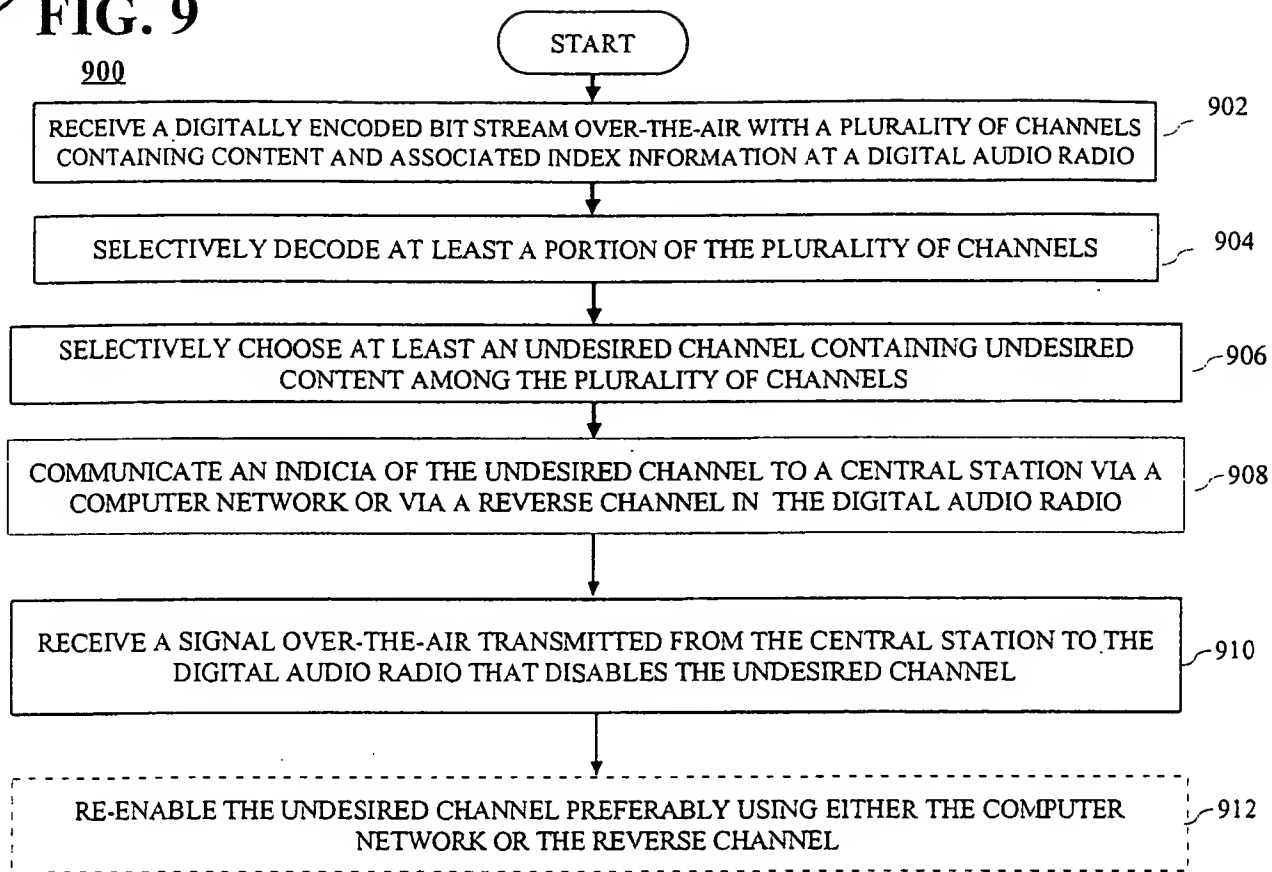 FIG. 9
900
START
RECEIVE A DIGITALLY ENCODED BIT STREAM OVER-THE-AIR WITH A PLURALITY OF CHANNELS
CONTAINING CONTENT AND ASSOCIATED INDEX INFORMATION AT A DIGITAL AUDIO RADIO
902
SELECTIVELY DECODE AT LEAST A PORTION OF THE PLURALITY OF CHANNELS
904
SELECTIVELY CHOOSE AT LEAST AN UNDESIRED CHANNEL CONTAINING UNDESIRED
CONTENT AMONG THE PLURALITY OF CHANNELS
906
COMMUNICATE AN INDICIA OF THE UNDESIRED CHANNEL TO A CENTRAL STATION VIA A
COMPUTER NETWORK OR VIA A REVERSE CHANNEL IN THE DIGITAL AUDIO RADIO
908
RECEIVE A SIGNAL OVER-THE-AIR TRANSMITTED FROM THE CENTRAL STATION TO THE
DIGITAL AUDIO RADIO THAT DISABLES THE UNDESIRED CHANNEL
910
RE-ENABLE THE UNDESIRED CHANNEL PREFERABLY USING EITHER THE COMPUTER
NETWORK OR THE REVERSE CHANNEL
912